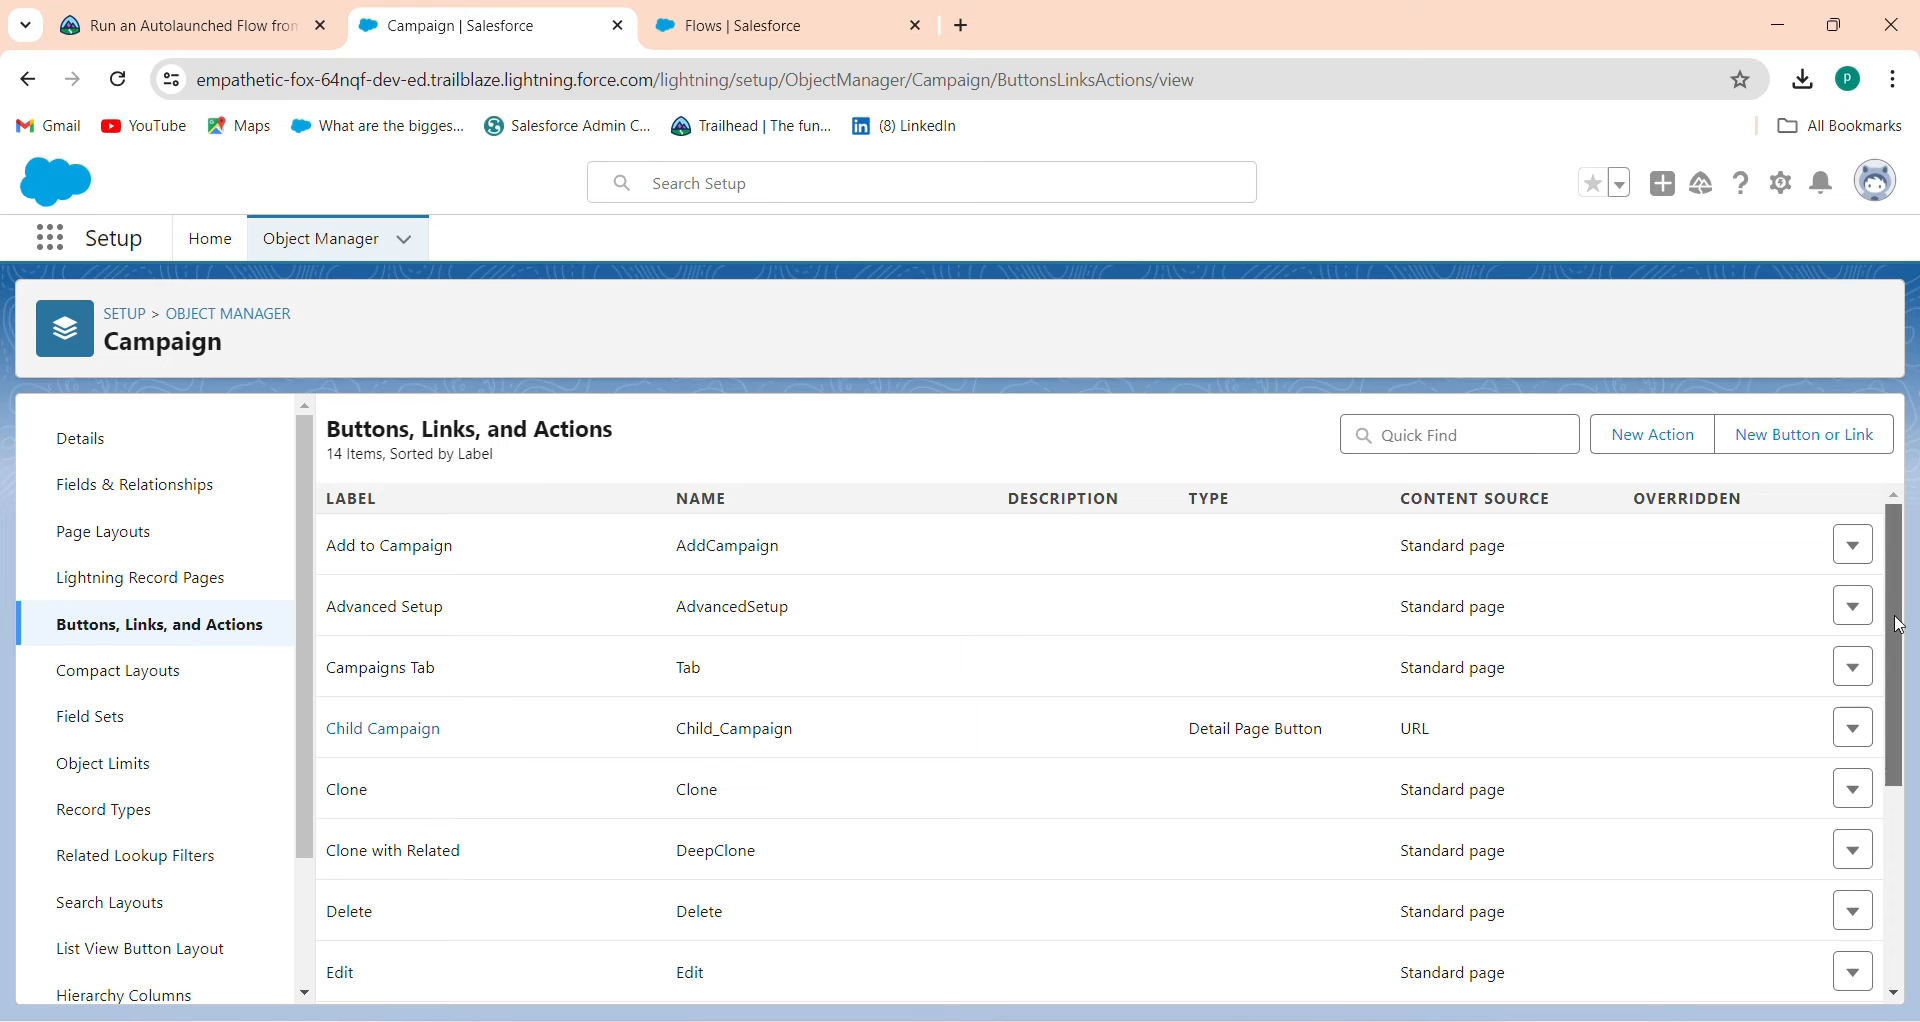 Run an Autolaunched Flow from
Campaign | Salesforce
Flows | Salesforce
empathetic-fox-64nqf-dev-ed.trailblaze.lightning.force.com/lightning/setup/ObjectManager/Campaign/ButtonsLinksActions/view
P
Gmail
YouTube
Maps
What are the bigges...
Salesforce Admin C...
Trailhead | The fun...
(8) LinkedIn
All Bookmarks
Search Setup
Setup
Home
Object Manager
SETUP > OBJECT MANAGER
Campaign
Details
Fields & Relationships
Page Layouts
Lightning Record Pages
Buttons, Links, and Actions
Compact Layouts
Field Sets
Object Limits
Record Types
Related Lookup Filters
Search Layouts
List View Button Layout
Hierarchy Columns
Buttons, Links, and Actions
14 Items, Sorted by Label
Quick Find
New Action
New Button or Link
LABEL NAME DESCRIPTION TYPE CONTENT SOURCE OVERRIDDEN
Add to Campaign AddCampaign Standard page
Advanced Setup AdvancedSetup Standard page
Campaigns Tab Tab Standard page
Child Campaign Child_Campaign Detail Page Button URL
Clone Clone Standard page
Clone with Related DeepClone Standard page
Delete Delete Standard page
Edit Edit Standard page